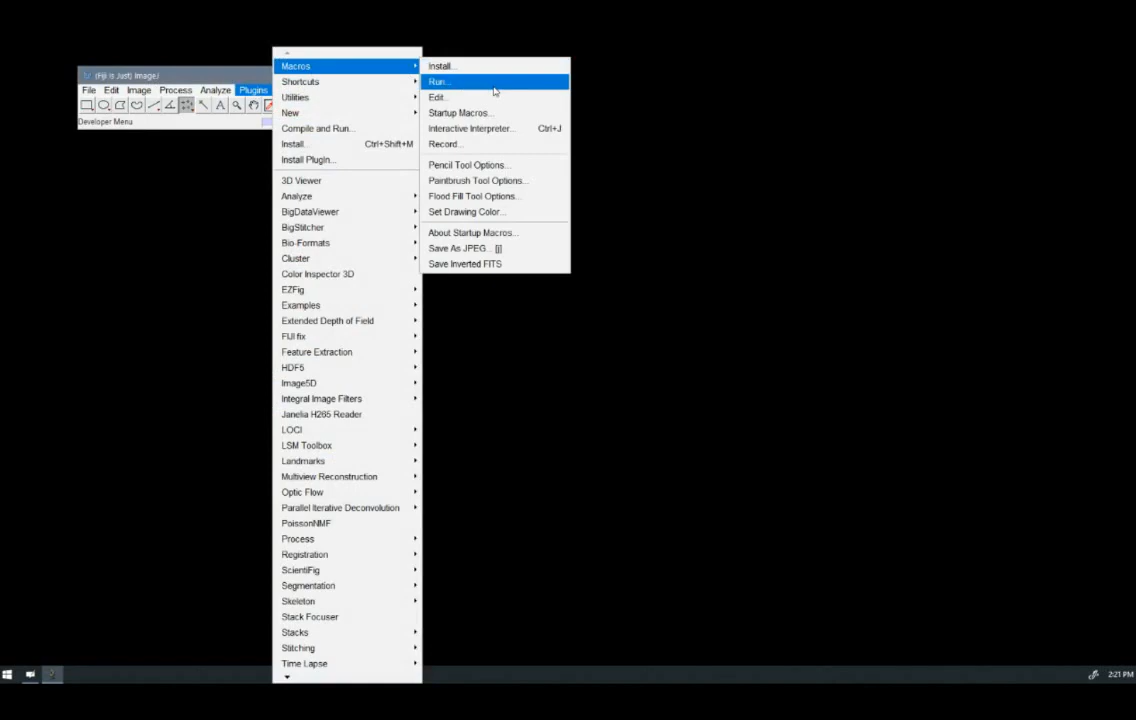 (Fiji Is Just) ImageJ
File Edit Image Process Analyze Plugins
Developer Menu
Macros
Shortcuts
Utilities
New
Compile and Run...
Install... Ctrl+Shift+M
Install Plugin...
3D Viewer
Analyze
BigDataViewer
BigStitcher
Bio-Formats
Cluster
Color Inspector 3D
EZFig
Examples
Extended Depth of Field
FIJI fix
Feature Extraction
HDF5
Image5D
Integral Image Filters
Janelia H265 Reader
LOCI
LSM Toolbox
Landmarks
Multiview Reconstruction
Optic Flow
Parallel Iterative Deconvolution
PoissonNMF
Process
Registration
ScientiFig
Segmentation
Skeleton
Stack Focuser
Stacks
Stitching
Time Lapse
Install...
Run...
Edit...
Startup Macros...
Interactive Interpreter... Ctrl+J
Record...
Pencil Tool Options...
Paintbrush Tool Options...
Flood Fill Tool Options...
Set Drawing Color...
About Startup Macros...
Save As JPEG... [j]
Save Inverted FITS
2:21 PM